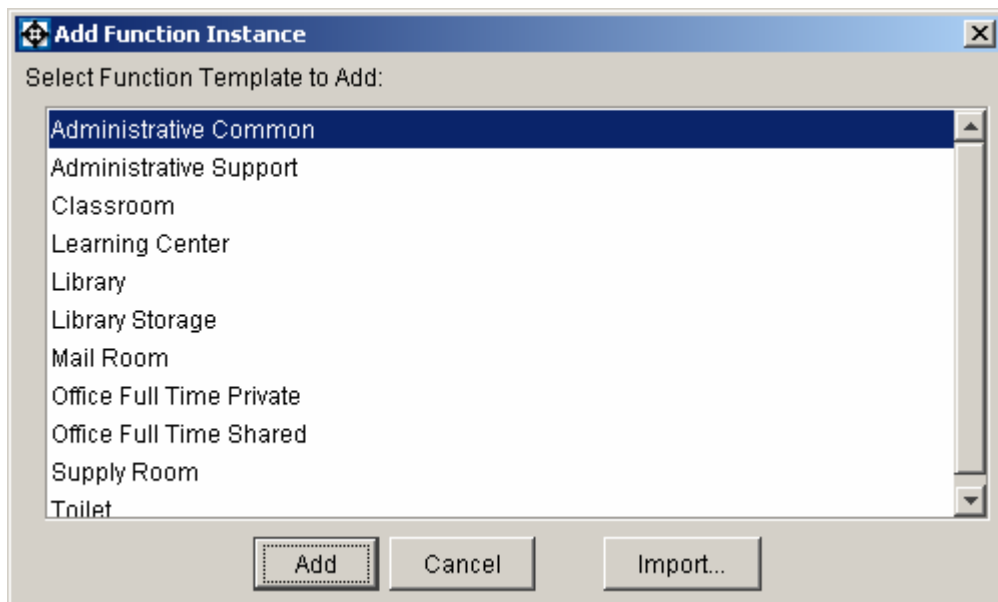 Add Function Instance
Select Function Template to Add:
Administrative Common
Administrative Support
Classroom
Learning Center
Library
Library Storage
Mail Room
Office Full Time Private
Office Full Time Shared
Supply Room
Toilet
Add Cancel Import...